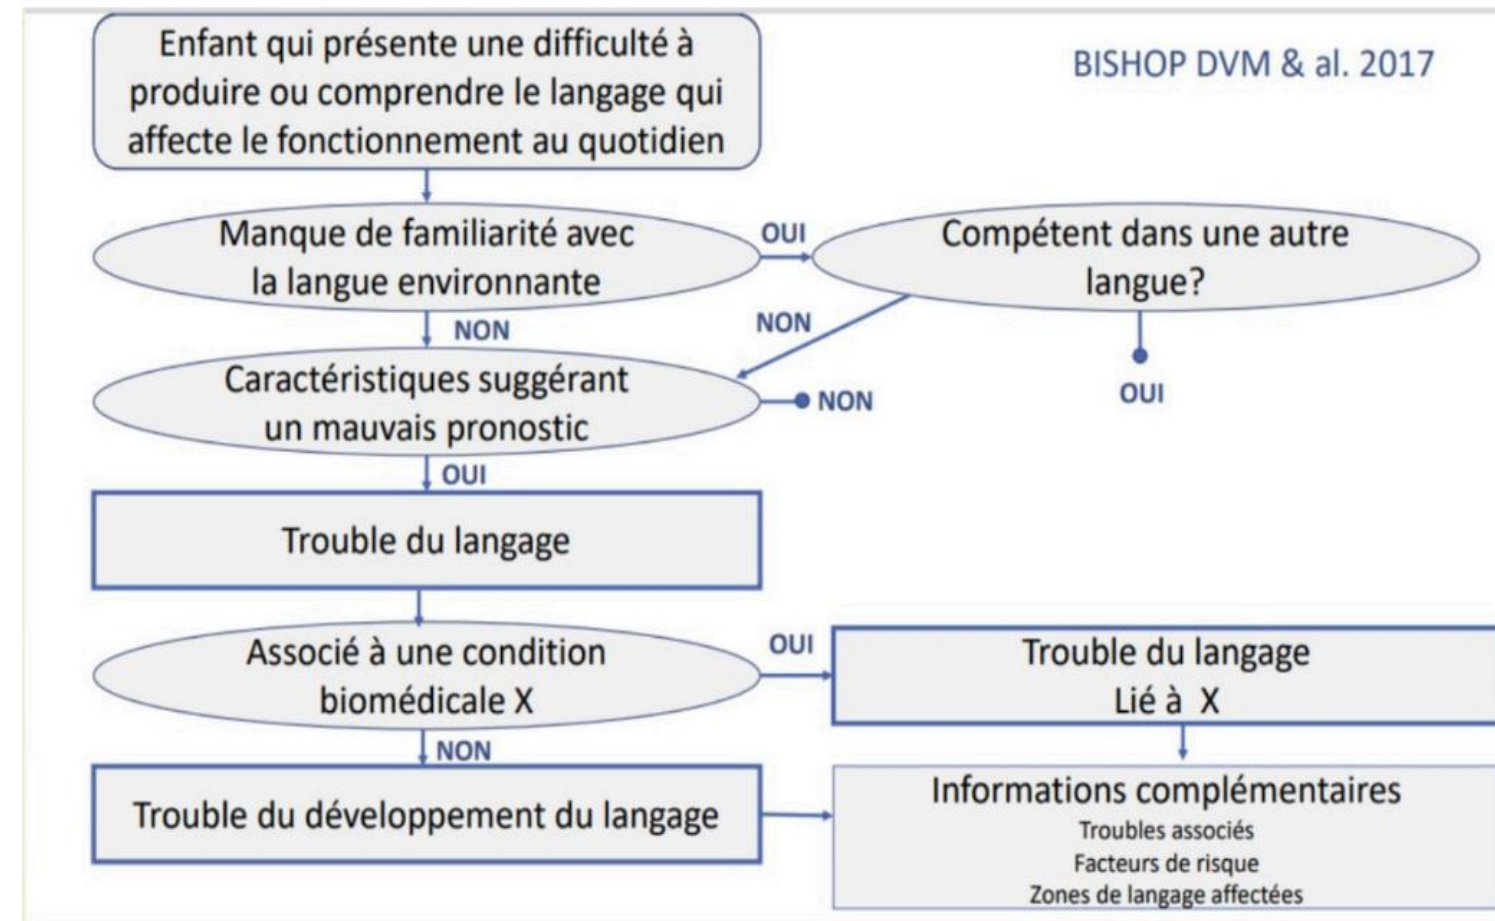 Enfant qui présente une difficulté à
produire ou comprendre le langage qui
affecte le fonctionnement au quotidien
BISHOP DVM & al. 2017
Manque de familiarité avec
la langue environnante
OUI
Compétent dans une autre
langue?
NON
NON
OUI
Caractéristiques suggérant
un mauvais pronostic
NON
OUI
Trouble du langage
Associé à une condition
biomédicale X
OUI
Trouble du langage
Lié à X
NON
Trouble du développement du langage
Informations complémentaires
Troubles associés
Facteurs de risque
Zones de langage affectées